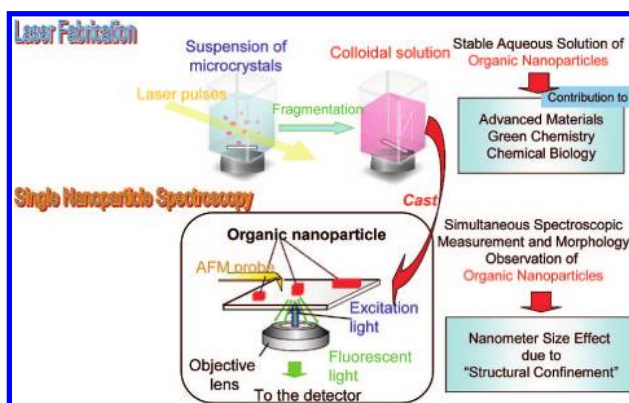 Laser Fabrication
Suspension of
microcrystals
Colloidal solution
Laser pulses
Fragmentation
Stable Aqueous Solution of
Organic Nanoparticles
Contribution to
Advanced Materials
Green Chemistry
Chemical Biology
Single Nanoparticle Spectroscopy
Cast
Organic nanoparticle
AFM probe
Excitation
light
Objective
lens
Fluorescent
light
To the detector
Simultaneous Spectroscopic
Measurement and Morphology
Observation of
Organic Nanoparticles
Nanometer Size Effect
due to
"Structural Confinement"